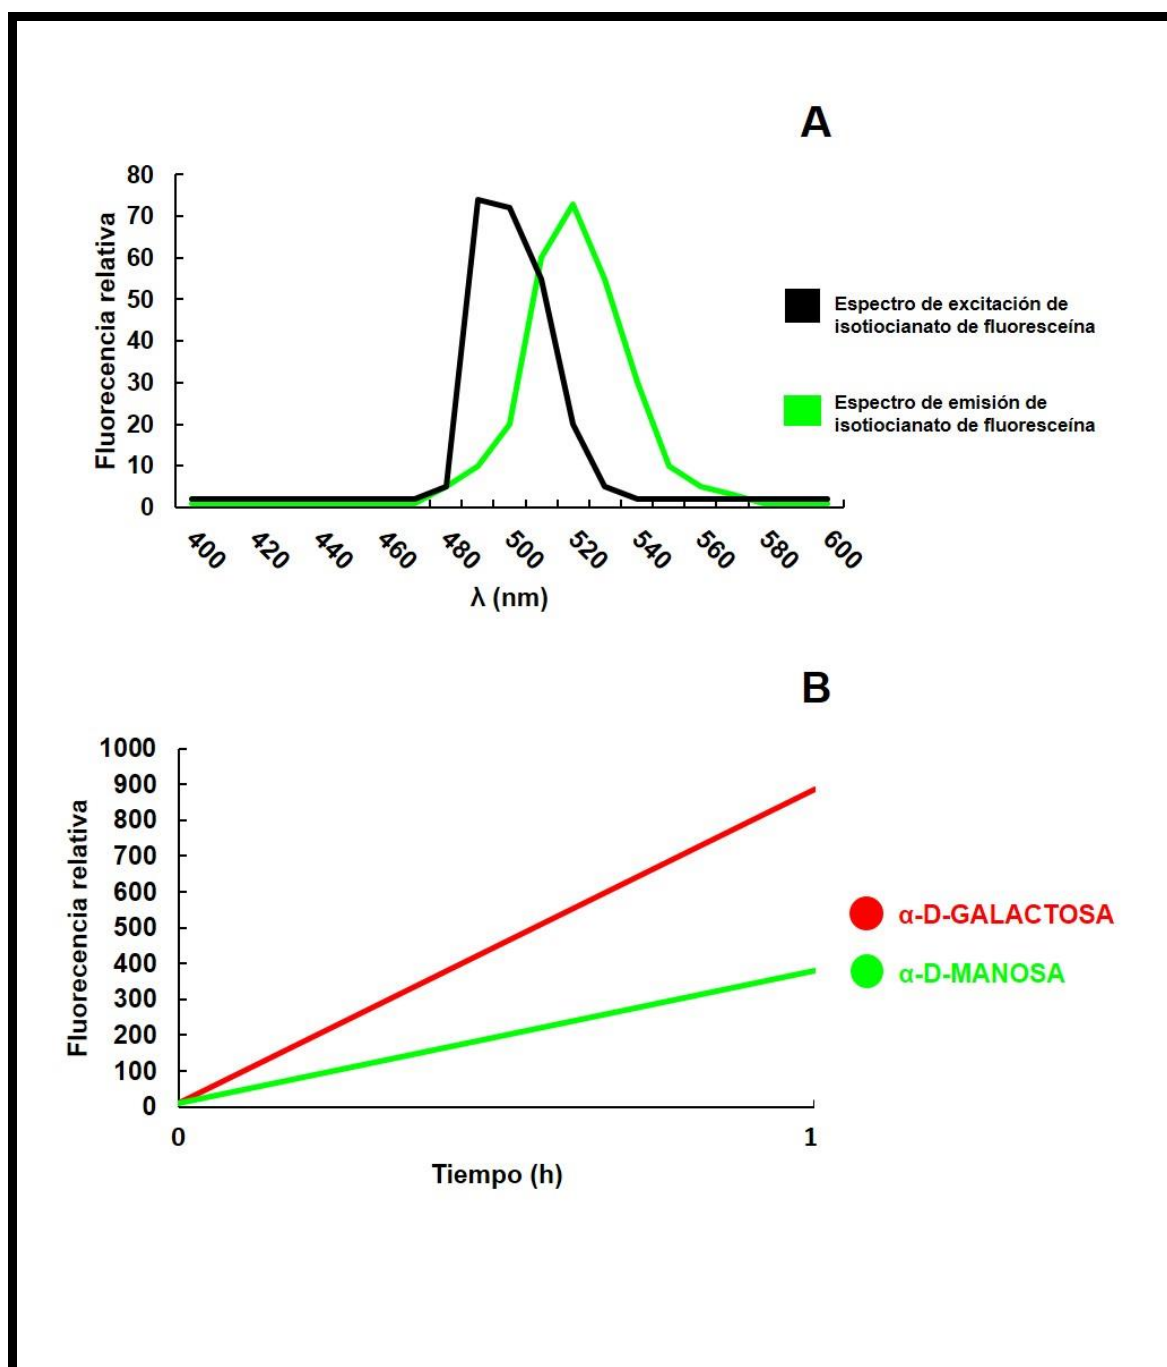 A
80
70
60
50
40
30
20
10
0
Fluorecencia relativa
400 420 440 460 480 500 520 540 560 580 600
λ (nm)
Espectro de excitación de
isotiocianato de fluoresceína
Espectro de emisión de
isotiocianato de fluoresceína
B
1000
900
800
700
600
500
400
300
200
100
0
Fluorecencia relativa
0 1
Tiempo (h)
α-D-GALACTOSA
α-D-MANOSA